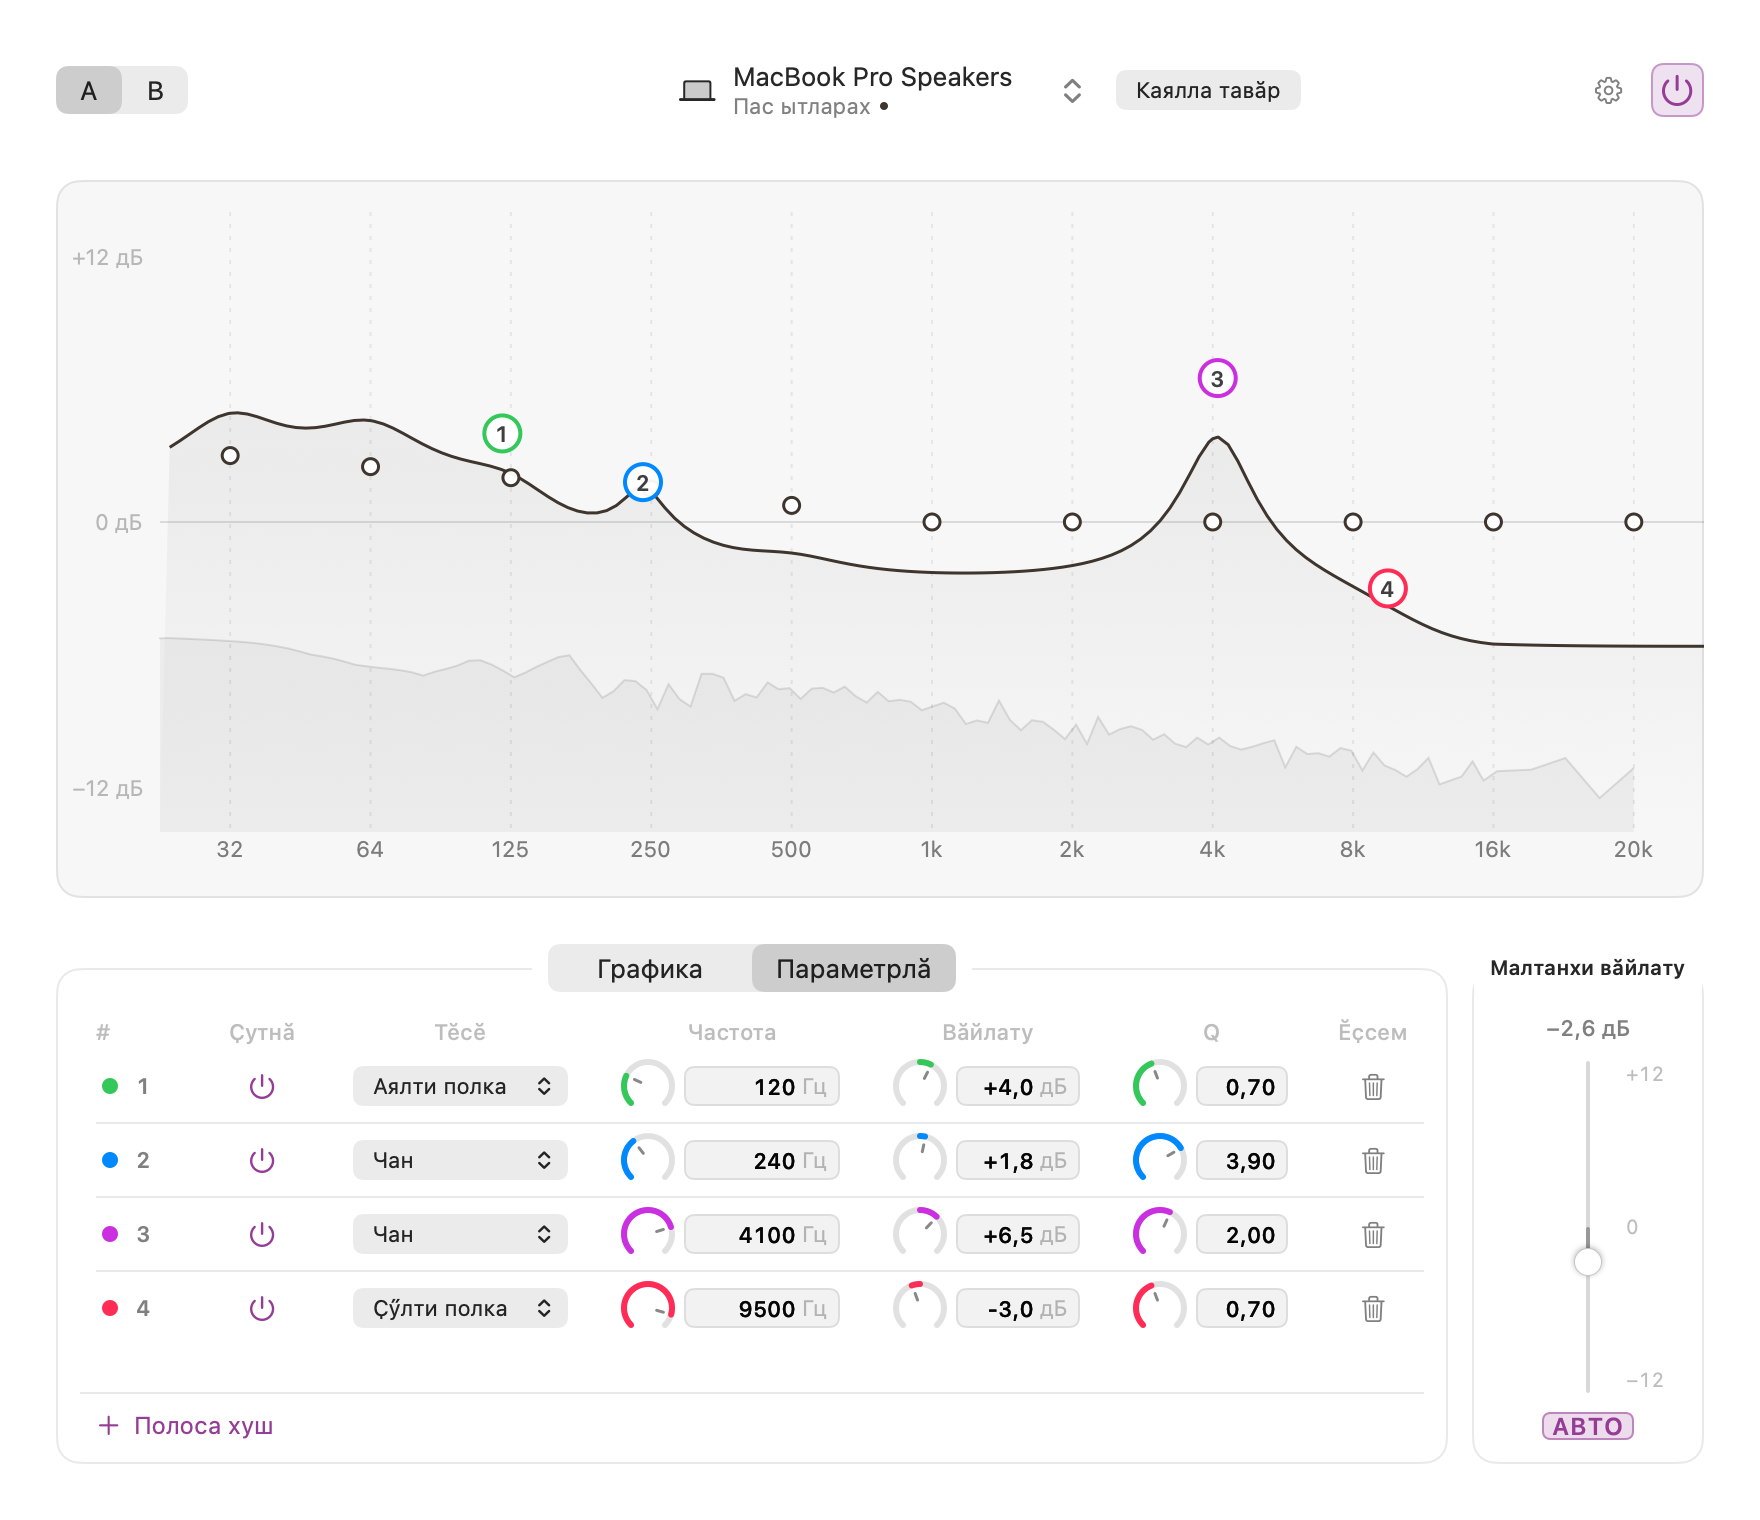 A B
MacBook Pro Speakers
Пас ытларах •
Каялла тавӑр
+12 дБ
0 дБ
−12 дБ
1
2
3
4
32 64 125 250 500 1k 2k 4k 8k 16k 20k
Графика Параметрлӑ
# Ҫутнӑ Тӗсӗ Частота Вӑйлату Q Ӗҫсем
1 Аялти полка 120 Гц +4,0 дБ 0,70
2 Чан 240 Гц +1,8 дБ 3,90
3 Чан 4100 Гц +6,5 дБ 2,00
4 Ҫӳлти полка 9500 Гц -3,0 дБ 0,70
+ Полоса хуш
Малтанхи вӑйлату
−2,6 дБ
+12
0
−12
АВТО